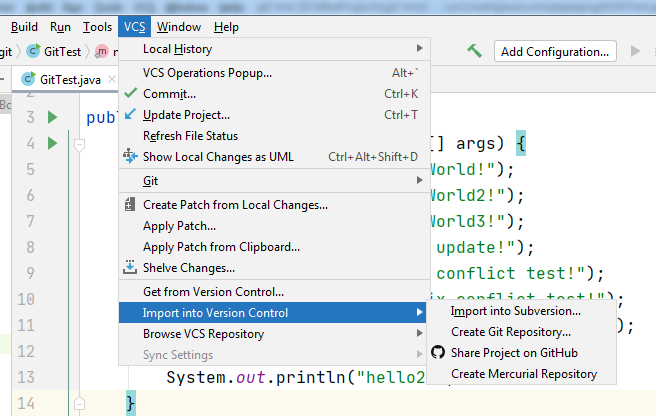 Build Run Tools VCS Window Help
git GitTest m
Local History
Add Configuration...
GitTest.java
VCS Operations Popup... Alt+`
Commit... Ctrl+K
Update Project... Ctrl+T
Refresh File Status
Show Local Changes as UML Ctrl+Alt+Shift+D
Git
Create Patch from Local Changes...
Apply Patch...
Apply Patch from Clipboard...
Shelve Changes...
Get from Version Control...
Import into Version Control
Browse VCS Repository
Sync Settings
Import into Subversion...
Create Git Repository...
Share Project on GitHub
Create Mercurial Repository
2
3 publ
4 [] args) {
5 World!");
6 World2!");
7 World3!");
8 update!");
9 conflict test!");
10 ix conflict test!");
11 );
12
13 System.out.println("hello2
14 }